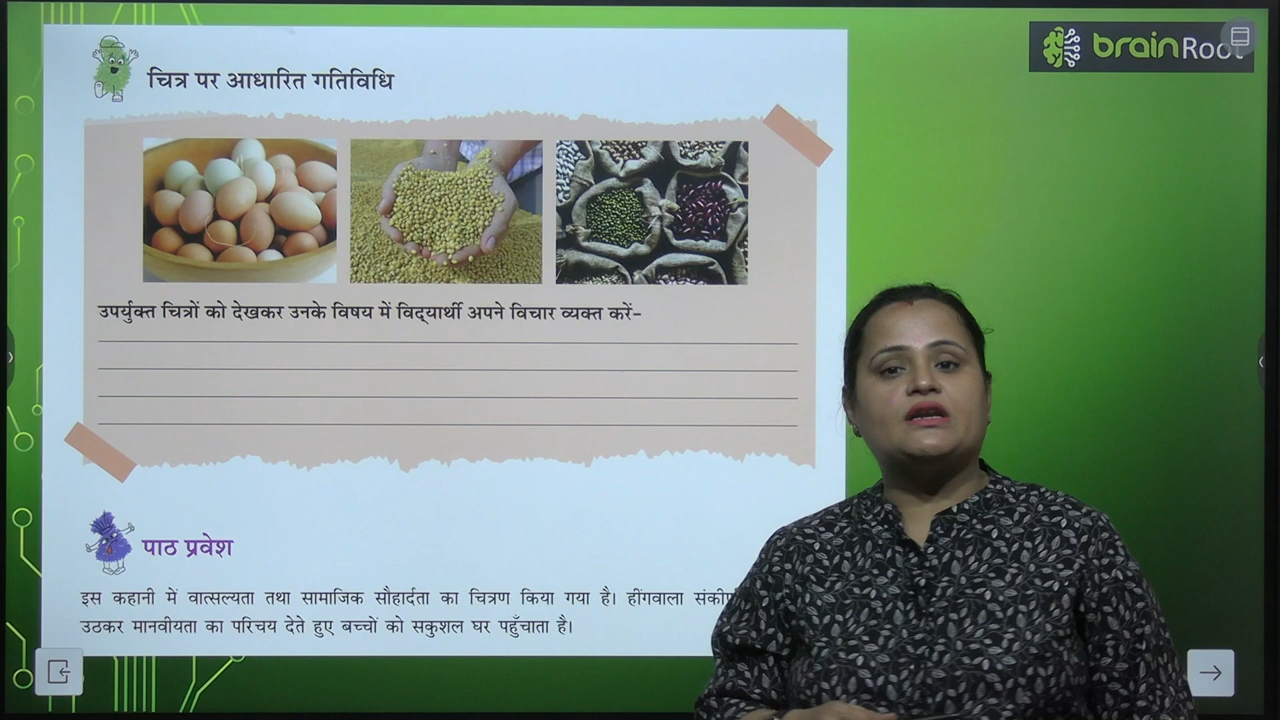 brainRoot
चित्र पर आधारित गतिविधि
उपर्युक्त चित्रों को देखकर उनके विषय में विद्यार्थी अपने विचार व्यक्त करें-
पाठ प्रवेश
इस कहानी में वात्सल्यता तथा सामाजिक सौहार्दता का चित्रण किया गया है। हींगवाला
उठकर मानवीयता का परिचय देते हुए बच्चों को सकुशल घर पहुँचाता है।